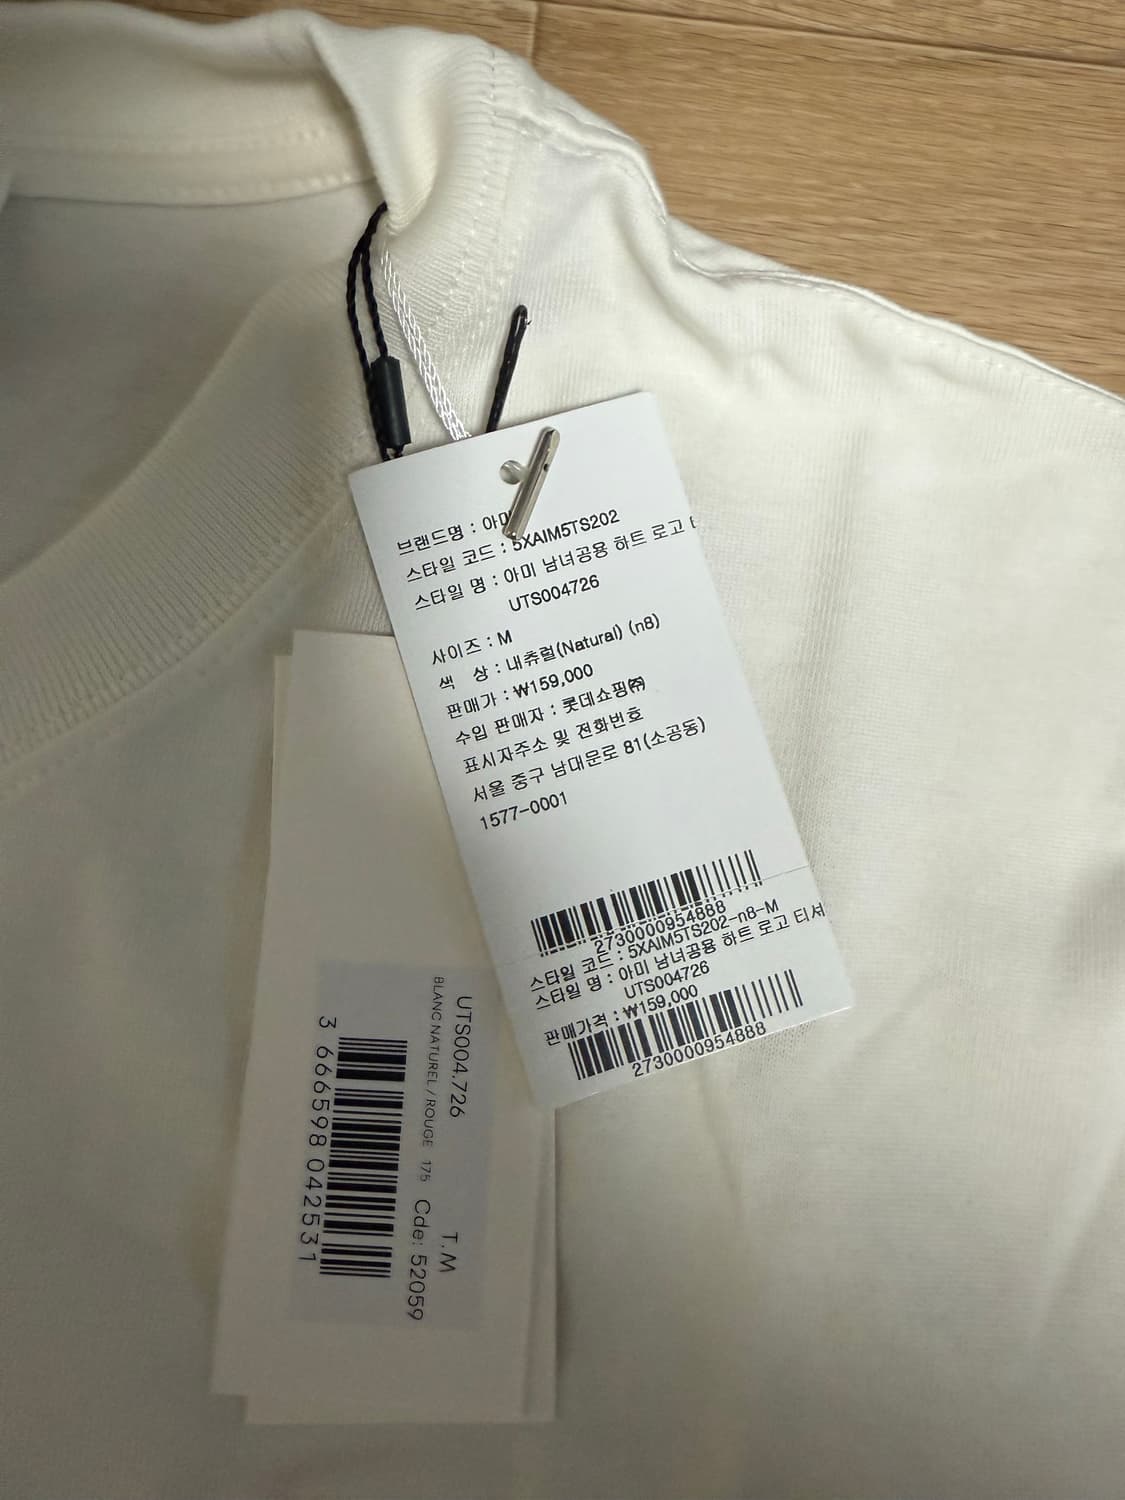 브랜드명 : 아미
스타일 코드 : 5XAIM5TS202
스타일 명 : 아미 남녀공용 하트 로고
UTS004726
사이즈 : M
색 상 : 내츄럴(Natural) (n8)
판매가 : ₩159,000
수입 판매자 : 롯데쇼핑㈜
표시자주소 및 전화번호
서울 중구 남대문로 81(소공동)
1577-0001
2730000954888
스타일 코드 : 5XAIM5TS202-n8-M
스타일 명 : 아미 남녀공용 하트 로고 티셔
UTS004726
판매가격 : ₩159,000
2730000954888
UTS004.726 T.M
BLANC NATUREL / ROUGE 175 Cde: 52059
3 666598 042531